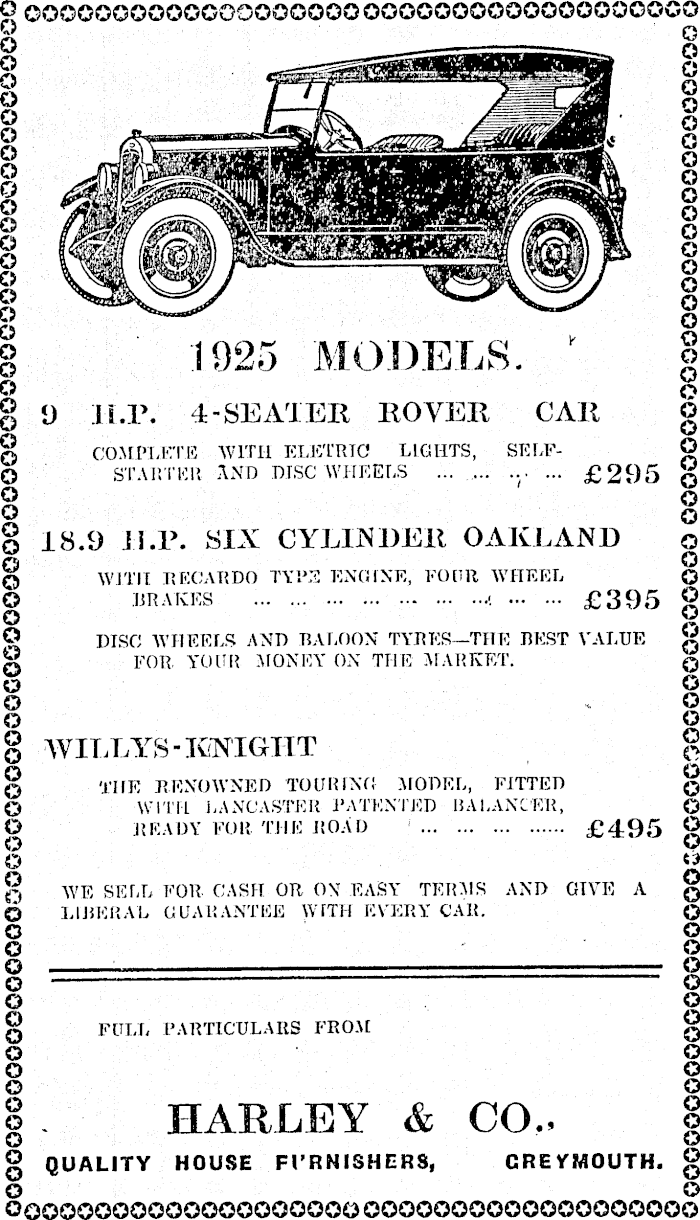 1925 MODELS.
9 H.P. 4-SEATER ROVER CAR
COMPLETE WITH ELETRIC LIGHTS, SELF-
STARTER AND DISC WHEELS ... ... ... ... £295
18.9 H.P. SIX CYLINDER OAKLAND
WITH RECARDO TYPE ENGINE, FOUR WHEEL
BRAKES ... ... ... ... ... ... ... ... ... £395
DISC WHEELS AND BALOON TYRES—THE BEST VALUE
FOR YOUR MONEY ON THE MARKET.
WILLYS-KNIGHT
THE RENOWNED TOURING MODEL, FITTED
WITH LANCASTER PATENTED BALANCER,
READY FOR THE ROAD ... ... ... ...... £495
WE SELL FOR CASH OR ON EASY TERMS AND GIVE A
LIBERAL GUARANTEE WITH EVERY CAR.
FULL PARTICULARS FROM
HARLEY & CO.,
QUALITY HOUSE FURNISHERS, GREYMOUTH.